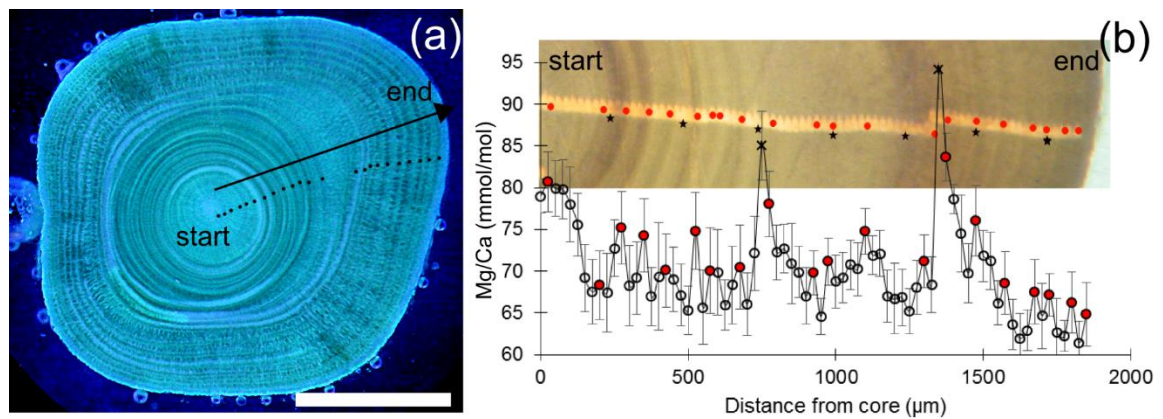 (a)
end
start
(b)
start
end
Mg/Ca (mmol/mol)
95
90
85
80
75
70
65
60
0
500
1000
1500
2000
Distance from core (µm)